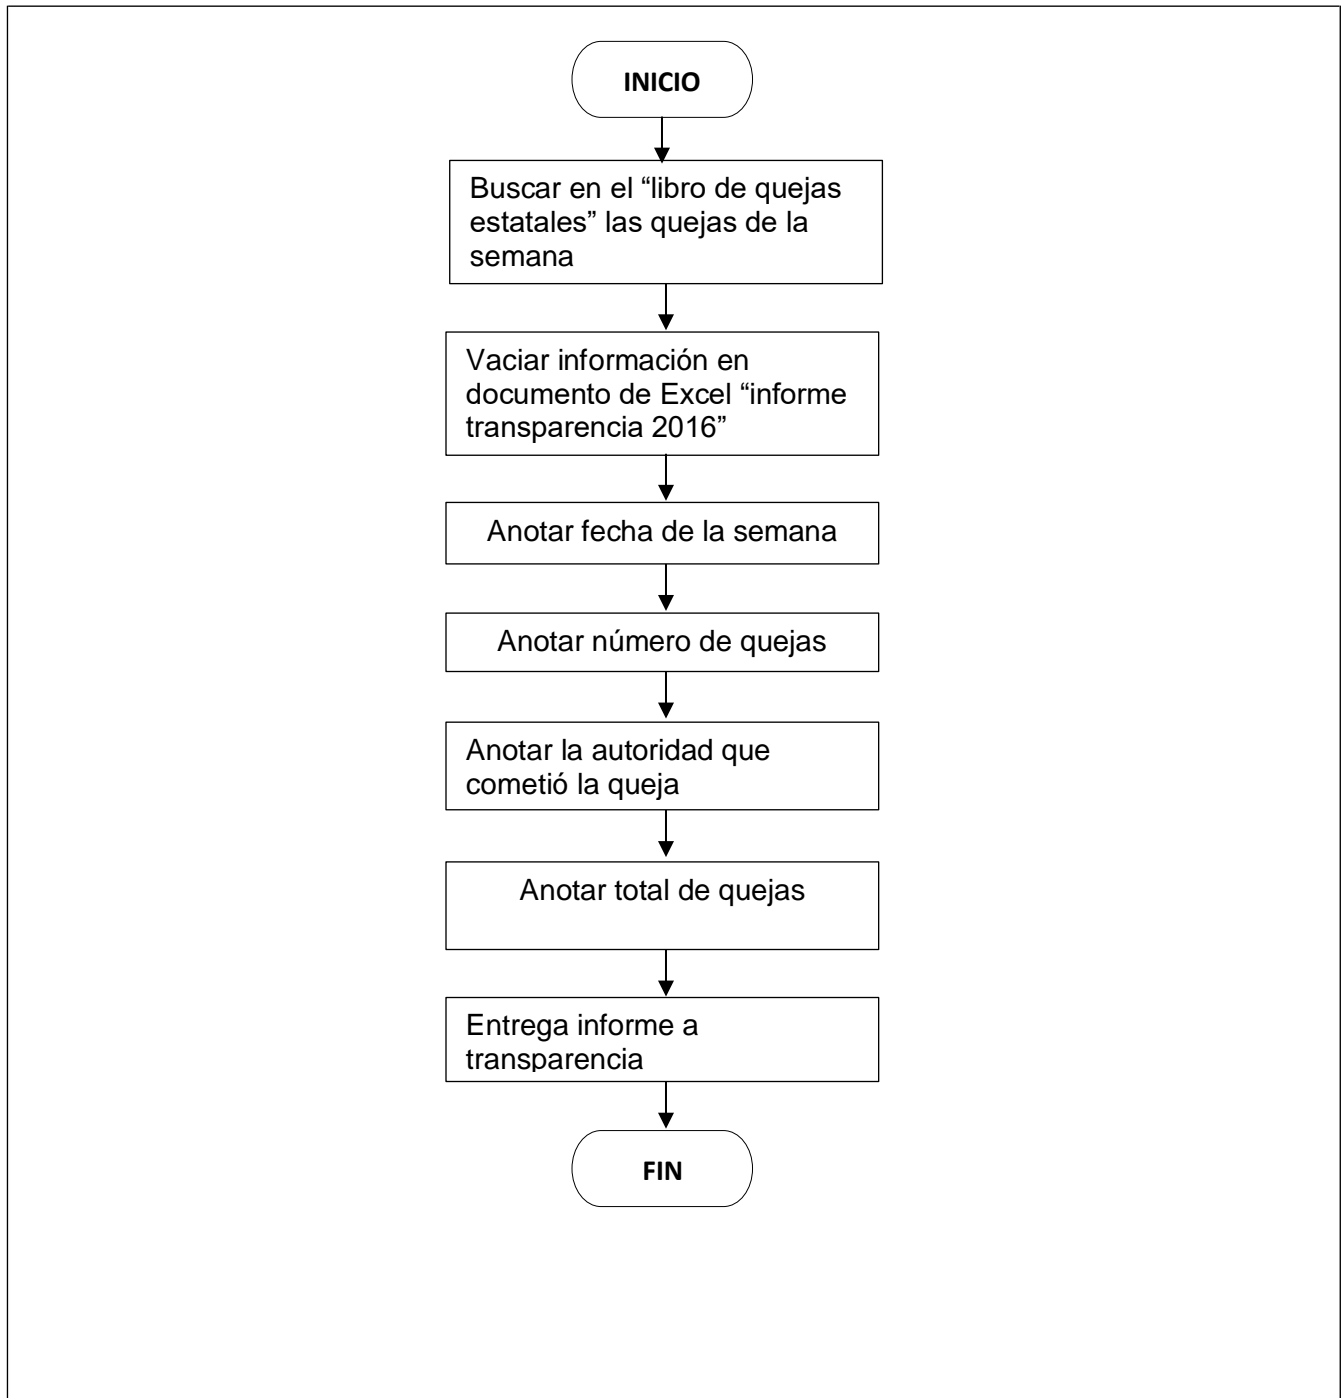 INICIO
Buscar en el “libro de quejas
estatales” las quejas de la
semana
Vaciar información en
documento de Excel “informe
transparencia 2016”
Anotar fecha de la semana
Anotar número de quejas
Anotar la autoridad que
cometió la queja
Anotar total de quejas
Entrega informe a
transparencia
FIN